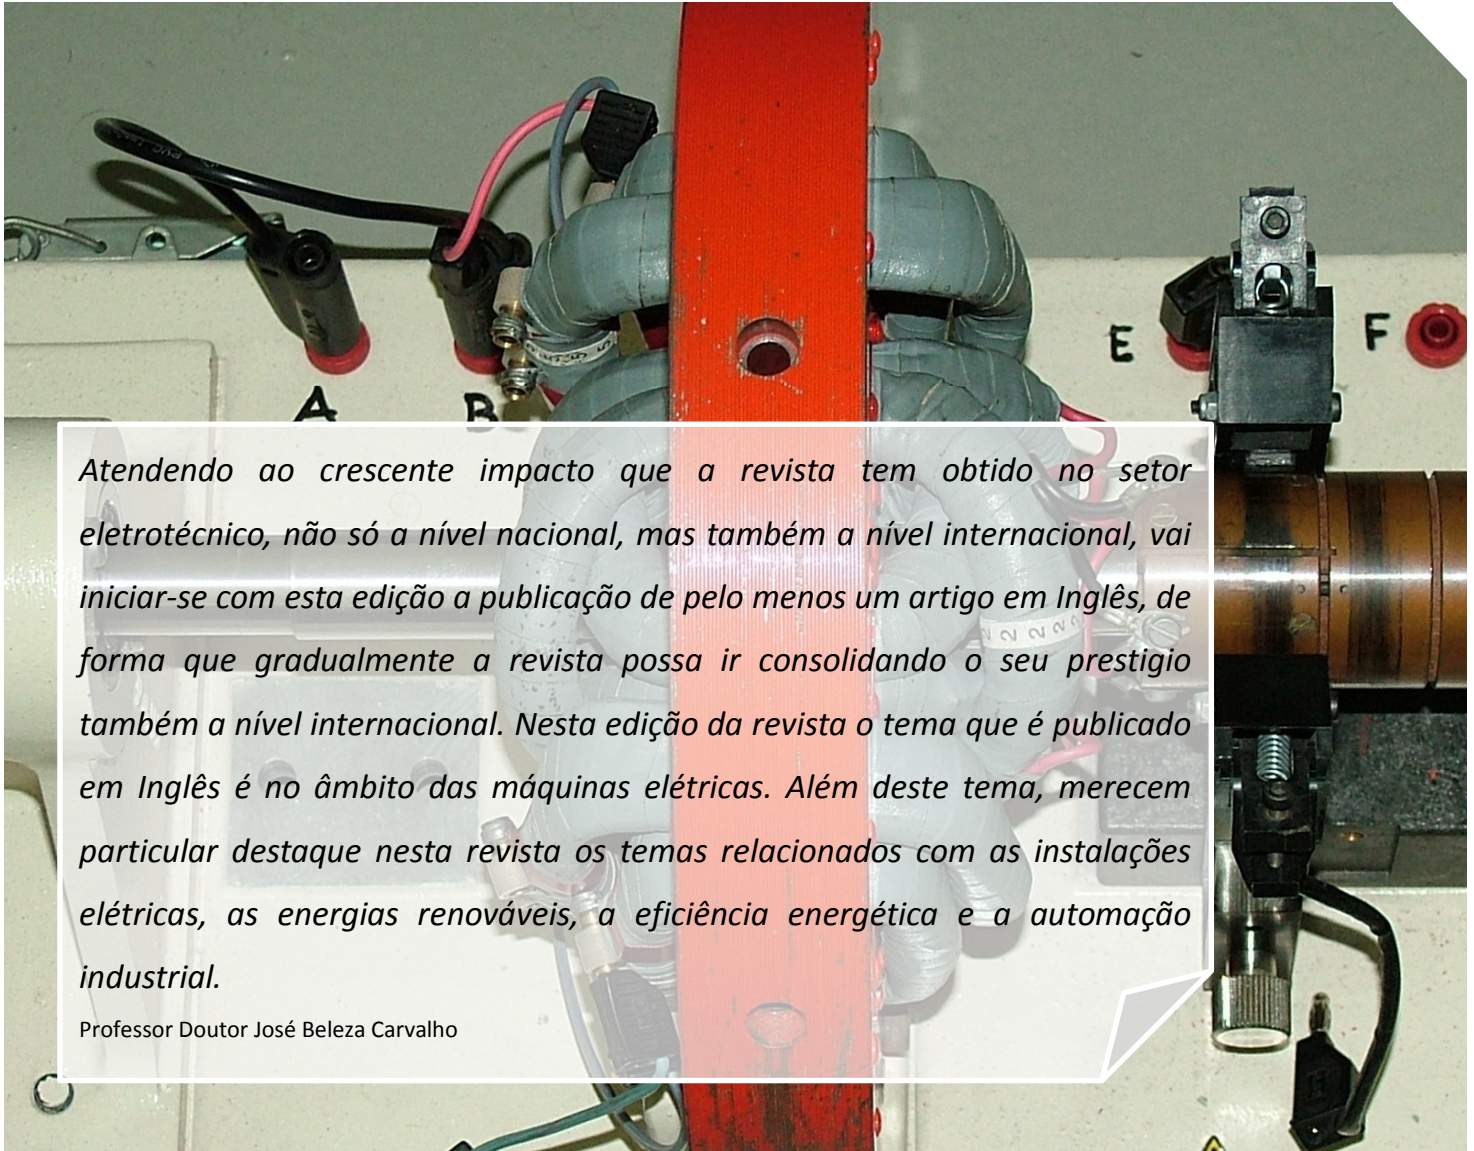 E
F
A
B
Atendendo ao crescente impacto que a revista tem obtido no setor
eletrotécnico, não só a nível nacional, mas também a nível internacional, vai
iniciar-se com esta edição a publicação de pelo menos um artigo em Inglês, de
forma que gradualmente a revista possa ir consolidando o seu prestigio
também a nível internacional. Nesta edição da revista o tema que é publicado
em Inglês é no âmbito das máquinas elétricas. Além deste tema, merecem
particular destaque nesta revista os temas relacionados com as instalações
elétricas, as energias renováveis, a eficiência energética e a automação
industrial.
Professor Doutor José Beleza Carvalho
2 2 2 2